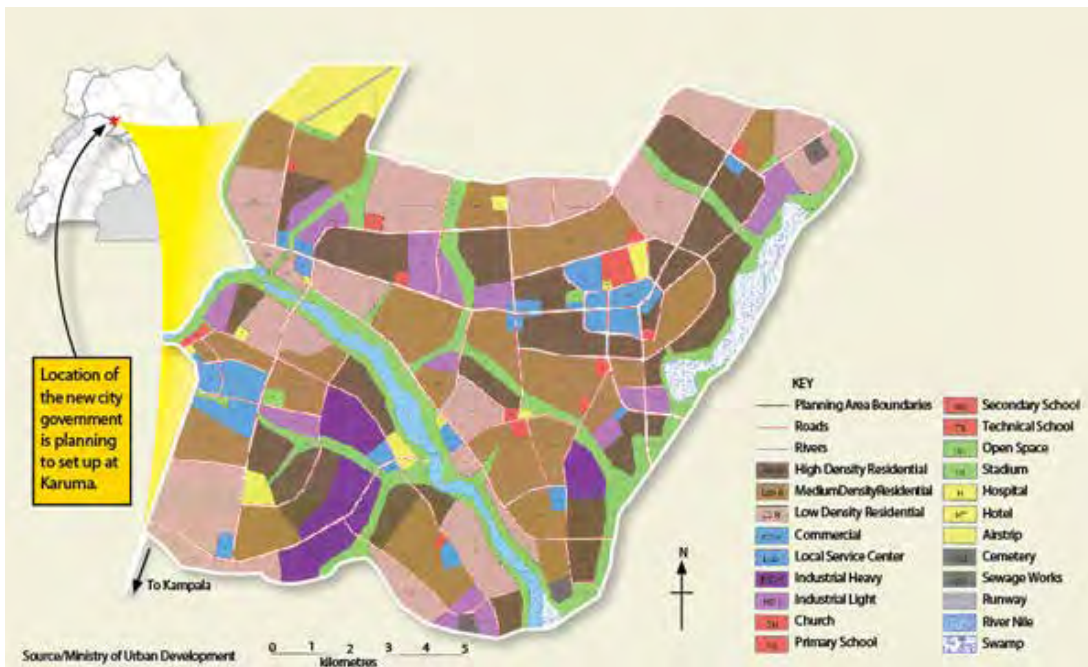 Location of
the new city
government
is planning
to set up at
Karuma.
To Kampala
Source/Ministry of Urban Development
0 1 2 3 4 5
kilometres
N
KEY
Planning Area Boundaries
Roads
Rivers
High Density Residential
MediumDensityResidential
Low Density Residential
Commercial
Local Service Center
Industrial Heavy
Industrial Light
Church
Primary School
Secondary School
Technical School
Open Space
Stadium
Hospital
Hotel
Airstrip
Cemetery
Sewage Works
Runway
River Nile
Swamp